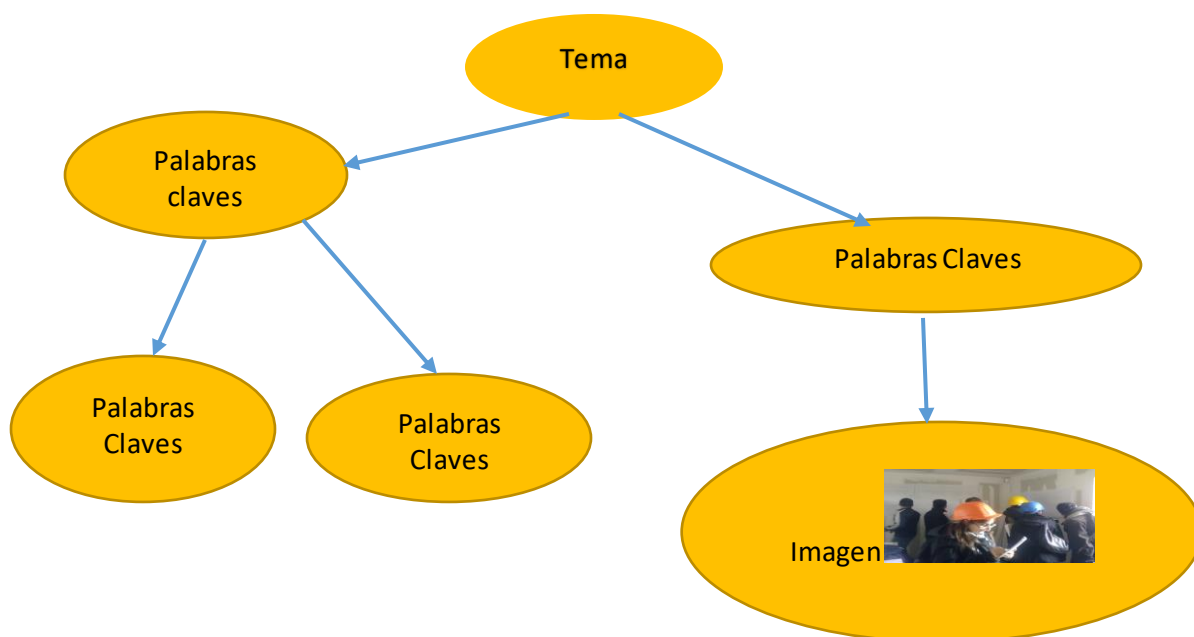 Tema
Palabras
claves
Palabras Claves
Palabras
Claves
Palabras
Claves
Imagen